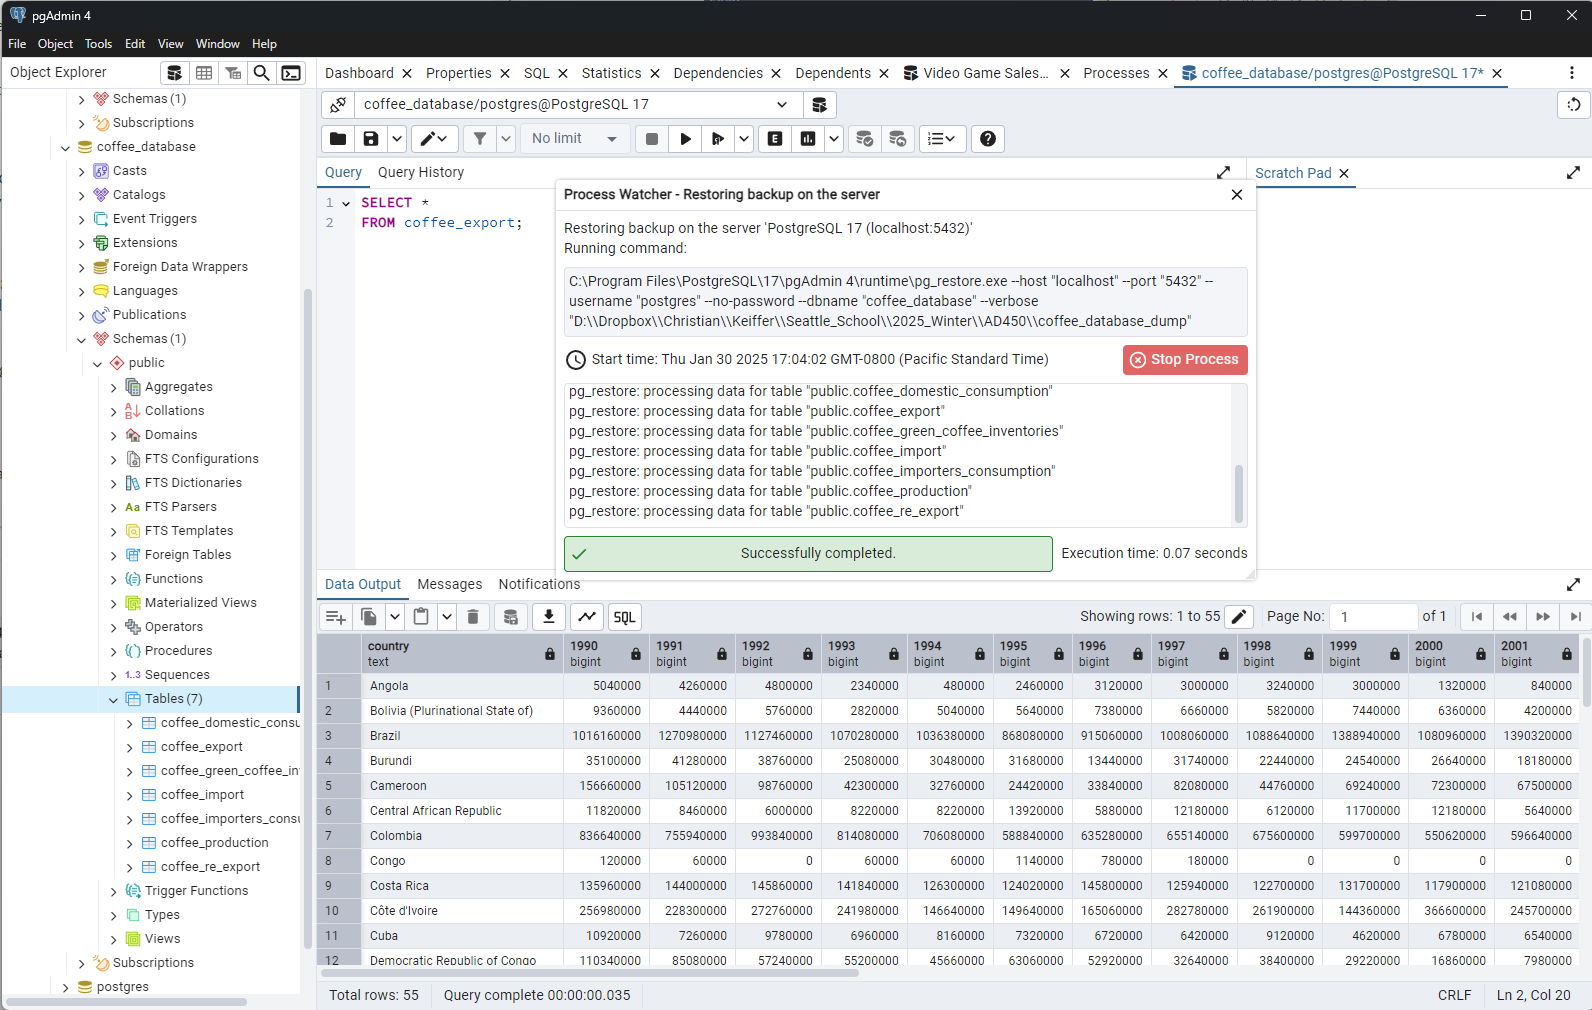 pgAdmin 4
File Object Tools Edit View Window Help
Object Explorer
Dashboard Properties SQL Statistics Dependencies Dependents Video Game Sales... Processes coffee_database/postgres@PostgreSQL 17*
Schemas (1)
Subscriptions
coffee_database
Casts
Catalogs
Event Triggers
Extensions
Foreign Data Wrappers
Languages
Publications
Schemas (1)
public
Aggregates
Collations
Domains
FTS Configurations
FTS Dictionaries
Aa FTS Parsers
FTS Templates
Foreign Tables
Functions
Materialized Views
Operators
Procedures
1..3 Sequences
Tables (7)
coffee_domestic_consu
coffee_export
coffee_green_coffee_in
coffee_import
coffee_importers_consu
coffee_production
coffee_re_export
Trigger Functions
Types
Views
Subscriptions
postgres
coffee_database/postgres@PostgreSQL 17
No limit
E
Query Query History
Scratch Pad
1 SELECT *
2 FROM coffee_export;
Process Watcher - Restoring backup on the server
Restoring backup on the server 'PostgreSQL 17 (localhost:5432)'
Running command:
C:\Program Files\PostgreSQL\17\pgAdmin 4\runtime\pg_restore.exe --host "localhost" --port "5432" --
username "postgres" --no-password --dbname "coffee_database" --verbose
"D:\\Dropbox\\Christian\\Keiffer\\Seattle_School\\2025_Winter\\AD450\\coffee_database_dump"
Start time: Thu Jan 30 2025 17:04:02 GMT-0800 (Pacific Standard Time)
Stop Process
pg_restore: processing data for table "public.coffee_domestic_consumption"
pg_restore: processing data for table "public.coffee_export"
pg_restore: processing data for table "public.coffee_green_coffee_inventories"
pg_restore: processing data for table "public.coffee_import"
pg_restore: processing data for table "public.coffee_importers_consumption"
pg_restore: processing data for table "public.coffee_production"
pg_restore: processing data for table "public.coffee_re_export"
Successfully completed.
Execution time: 0.07 seconds
Data Output Messages Notifications
SQL
Showing rows: 1 to 55
Page No: 1 of 1
country 1990 1991 1992 1993 1994 1995 1996 1997 1998 1999 2000 2001
text bigint bigint bigint bigint bigint bigint bigint bigint bigint bigint bigint bigint
1 Angola 5040000 4260000 4800000 2340000 480000 2460000 3120000 3000000 3240000 3000000 1320000 840000
2 Bolivia (Plurinational State of) 9360000 4440000 5760000 2820000 5040000 5640000 7380000 6660000 5820000 7440000 6360000 4200000
3 Brazil 1016160000 1270980000 1127460000 1070280000 1036380000 868080000 915060000 1008060000 1088640000 1388940000 1080960000 1390320000
4 Burundi 35100000 41280000 38760000 25080000 30480000 31680000 13440000 31740000 22440000 24540000 26640000 18180000
5 Cameroon 156660000 105120000 98760000 42300000 32760000 24420000 33840000 82080000 44760000 69240000 72300000 67500000
6 Central African Republic 11820000 8460000 6000000 8220000 8220000 13920000 5880000 12180000 6120000 11700000 12180000 5640000
7 Colombia 836640000 755940000 993840000 814080000 706080000 588840000 635280000 655140000 675600000 599700000 550620000 596640000
8 Congo 120000 60000 0 60000 60000 1140000 780000 180000 0 0 0 0
9 Costa Rica 135960000 144000000 145860000 141840000 126300000 124020000 145800000 125940000 122700000 131700000 117900000 121080000
10 Côte d'Ivoire 256980000 228300000 272760000 241980000 146640000 149640000 165060000 282780000 261900000 144360000 366600000 245700000
11 Cuba 10920000 7260000 9780000 6960000 8160000 7320000 6720000 6420000 9120000 4620000 6780000 6540000
12 Democratic Republic of Congo 110340000 85080000 57240000 55200000 45660000 63060000 52920000 32640000 38400000 29220000 16860000 7980000
Total rows: 55
Query complete 00:00:00.035
CRLF
Ln 2, Col 20